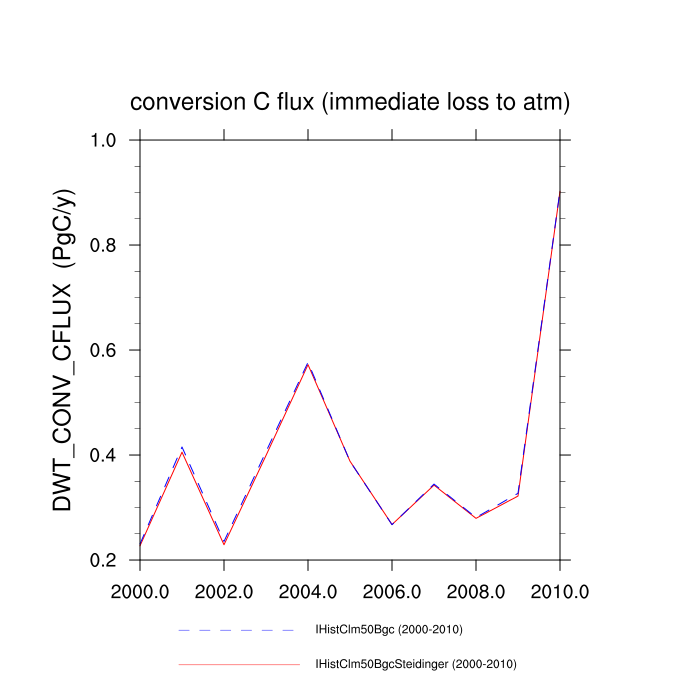 conversion C flux (immediate loss to atm)
DWT_CONV_CFLUX (PgC/y)
1.0
0.8
0.6
0.4
0.2
2000.0 2002.0 2004.0 2006.0 2008.0 2010.0
IHistClm50Bgc (2000-2010)
IHistClm50BgcSteidinger (2000-2010)